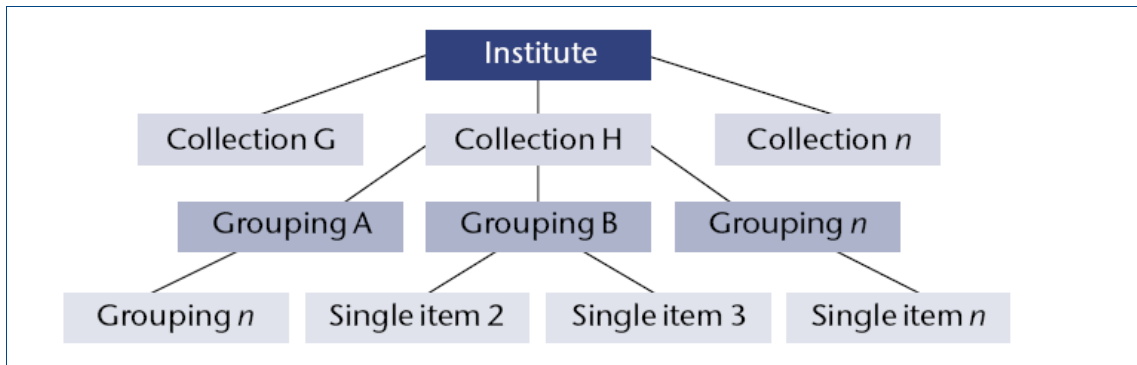 Institute
Collection G
Collection H
Collection n
Grouping A
Grouping B
Grouping n
Grouping n
Single item 2
Single item 3
Single item n